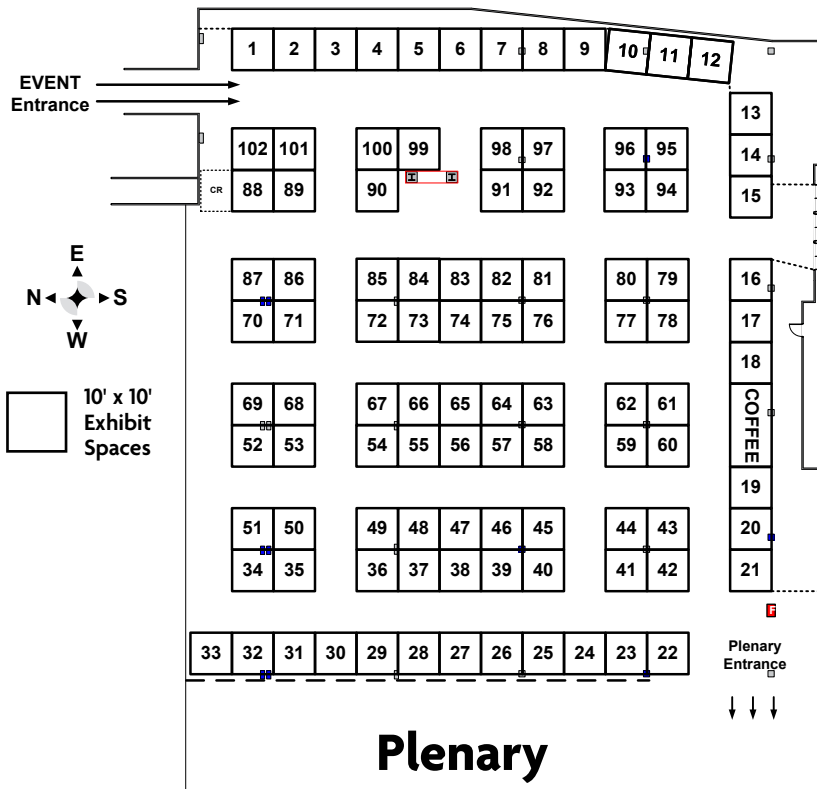 1 2 3 4 5 6 7 8 9 10 11 12
EVENT
Entrance
13
102 101 100 99 98 97 96 95 14
CR 88 89 90 H H 91 92 93 94 15
E
N S
W
87 86 85 84 83 82 81 80 79 16
70 71 72 73 74 75 76 77 78 17
18
10' x 10'
Exhibit
Spaces
69 68 67 66 65 64 63 62 61 COFFEE
52 53 54 55 56 57 58 59 60
19
51 50 49 48 47 46 45 44 43 20
34 35 36 37 38 39 40 41 42 21
F
33 32 31 30 29 28 27 26 25 24 23 22
Plenary
Entrance
Plenary